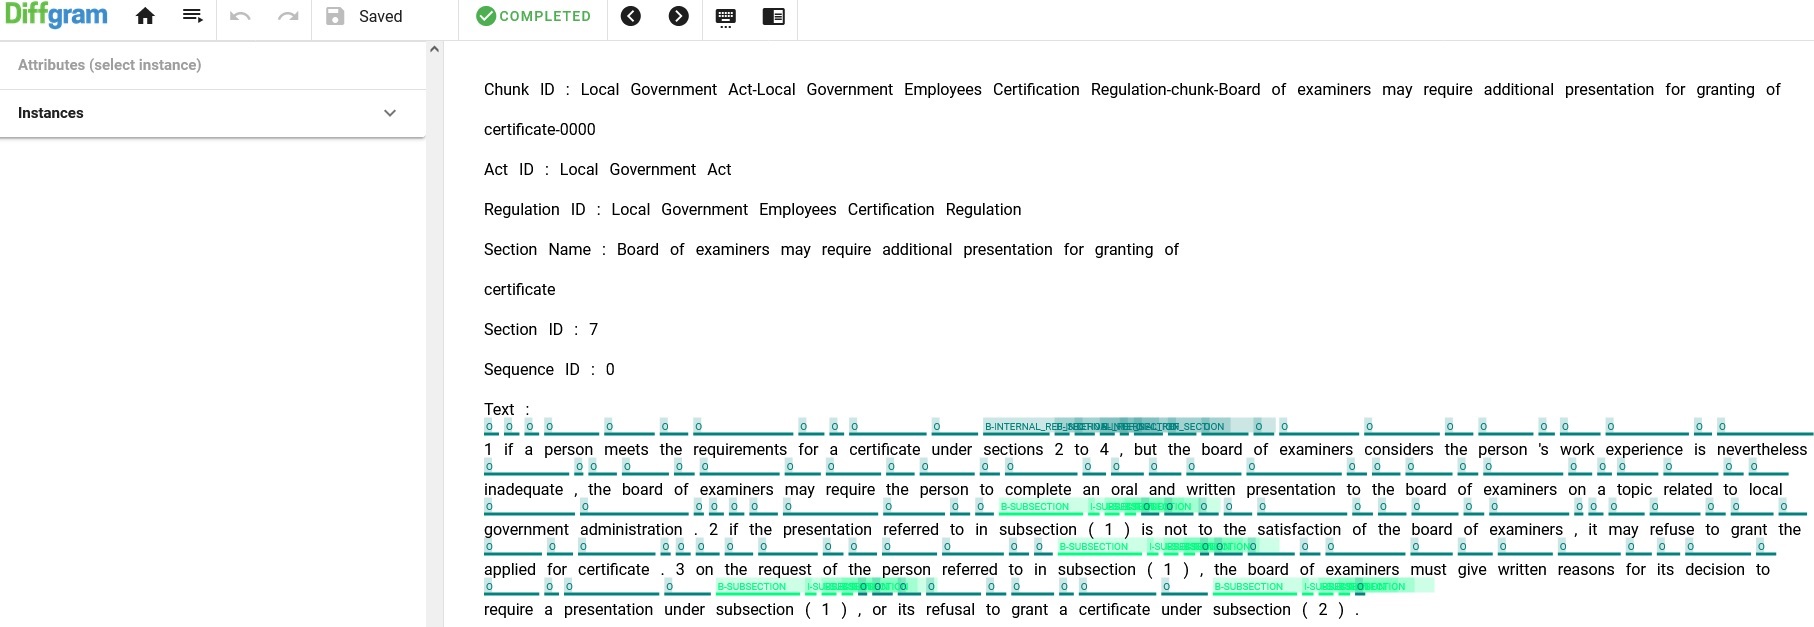 Diffgram Saved COMPLETED
Attributes (select instance)
Instances
Chunk ID : Local Government Act-Local Government Employees Certification Regulation-chunk-Board of examiners may require additional presentation for granting of
certificate-0000
Act ID : Local Government Act
Regulation ID : Local Government Employees Certification Regulation
Section Name : Board of examiners may require additional presentation for granting of
certificate
Section ID : 7
Sequence ID : 0
Text :
O O O O O O O O O O O B-INTERNAL_REF O O O O O O O O O O
1 if a person meets the requirements for a certificate under sections 2 to 4 , but the board of examiners considers the person 's work experience is nevertheless
O O O O O O O O O O O O O O O O O O O O O O O O O O
inadequate , the board of examiners may require the person to complete an oral and written presentation to the board of examiners on a topic related to local
O O O O O O O O O O B-SUBSECTION O O O O O O O O O O O O O O O O
government administration . 2 if the presentation referred to in subsection ( 1 ) is not to the satisfaction of the board of examiners , it may refuse to grant the
O O O O O O O O O O O O O O B-SUBSECTION O O O O O O O O O O O O O
applied for certificate . 3 on the request of the person referred to in subsection ( 1 ) , the board of examiners must give written reasons for its decision to
O O O O B-SUBSECTION O O O O O O O O O O B-SUBSECTION O
require a presentation under subsection ( 1 ) , or its refusal to grant a certificate under subsection ( 2 ) .